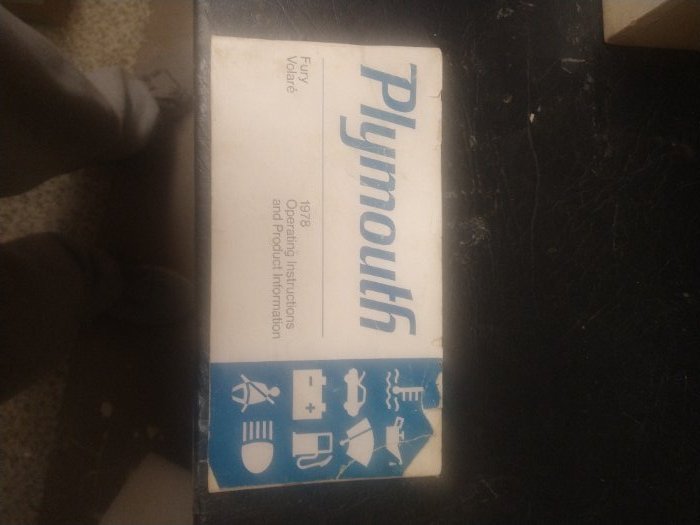 Plymouth
Fury
Volaré
1978
Operating Instructions
and Product Information